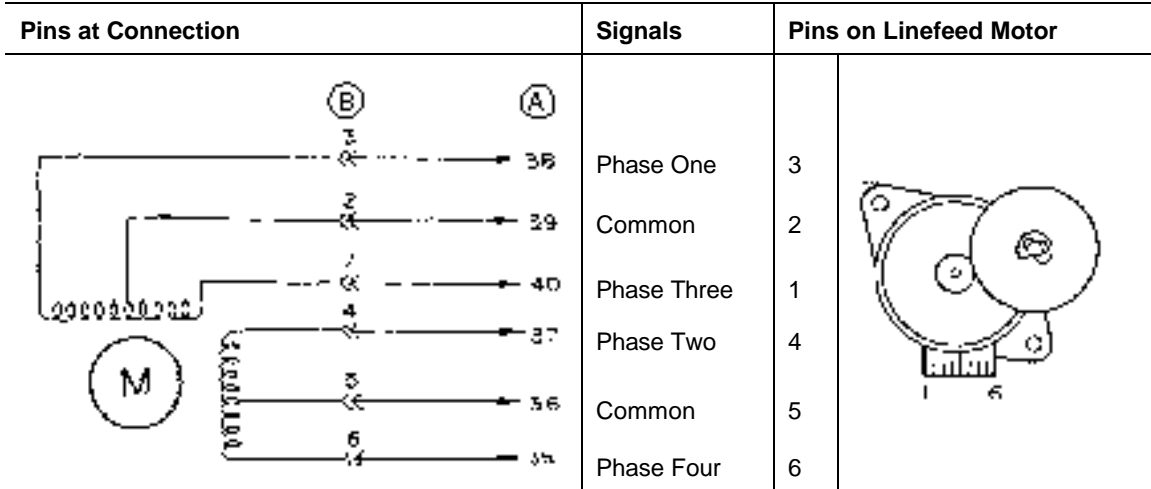 Pins at Connection Signals Pins on Linefeed Motor
B A
3 38 Phase One 3
2 39 Common 2
40 Phase Three 1
4 37 Phase Two 4
5 36 Common 5
6 Phase Four 6
M
1 6